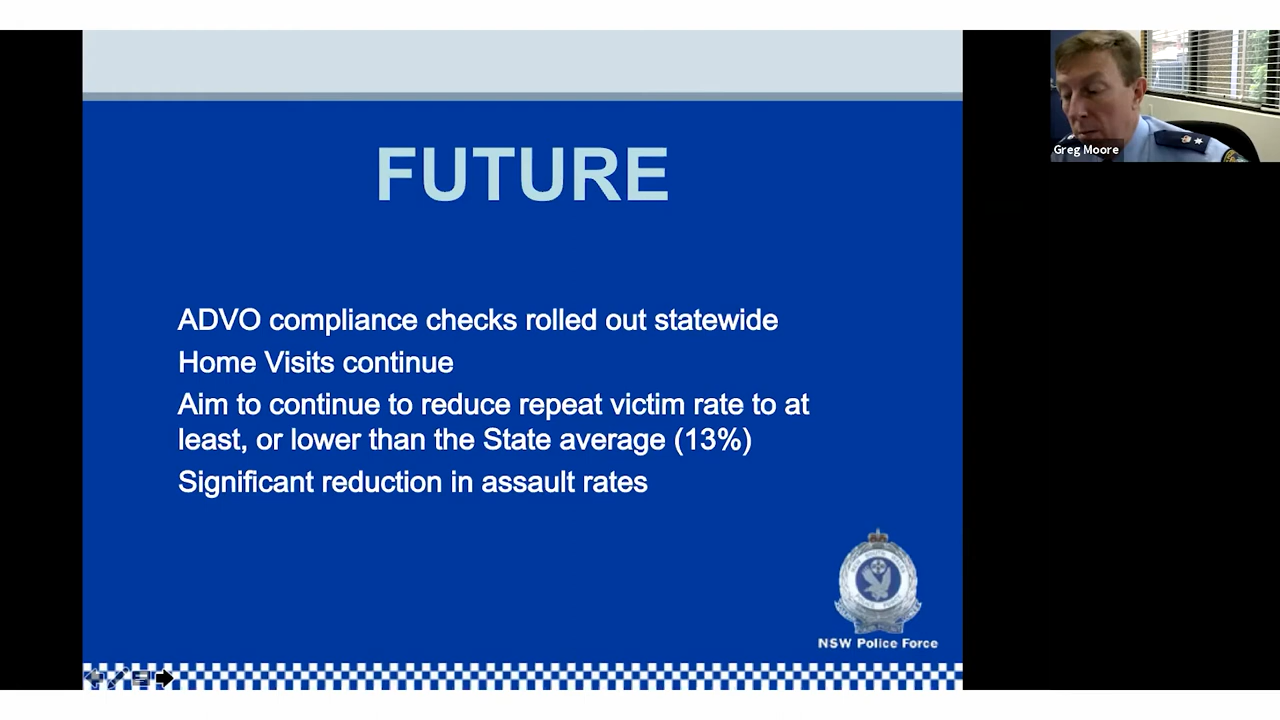 FUTURE
Greg Moore
ADVO compliance checks rolled out statewide
Home Visits continue
Aim to continue to reduce repeat victim rate to at
least, or lower than the State average (13%)
Significant reduction in assault rates
NSW Police Force